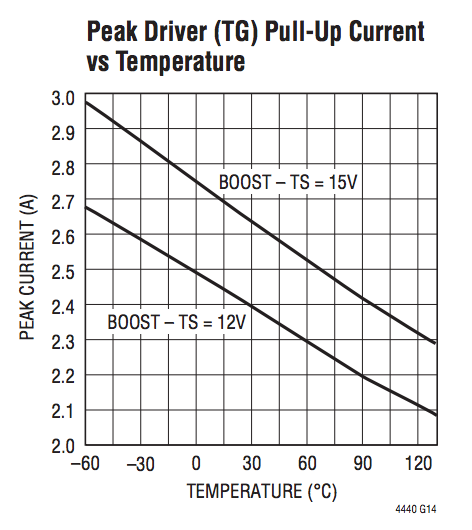 Peak Driver (TG) Pull-Up Current
vs Temperature
3.0
2.9
2.8
2.7
2.6
2.5
2.4
2.3
2.2
2.1
2.0
PEAK CURRENT (A)
BOOST – TS = 15V
BOOST – TS = 12V
–60 –30 0 30 60 90 120
TEMPERATURE (°C)
4440 G14